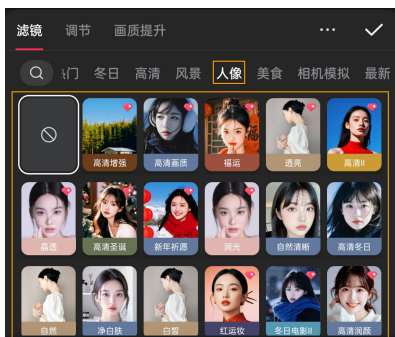 滤镜 调节 画质提升 ...
热门 冬日 高清 风景 人像 美食 相机模拟 最新
高清增强 高清画质 福运 透亮 高清II
晶透 高清圣诞 新年祈愿 润光 自然清晰 高清冬日
自然 净白肤 白皙 红运妆 冬日电影II 高清润颜